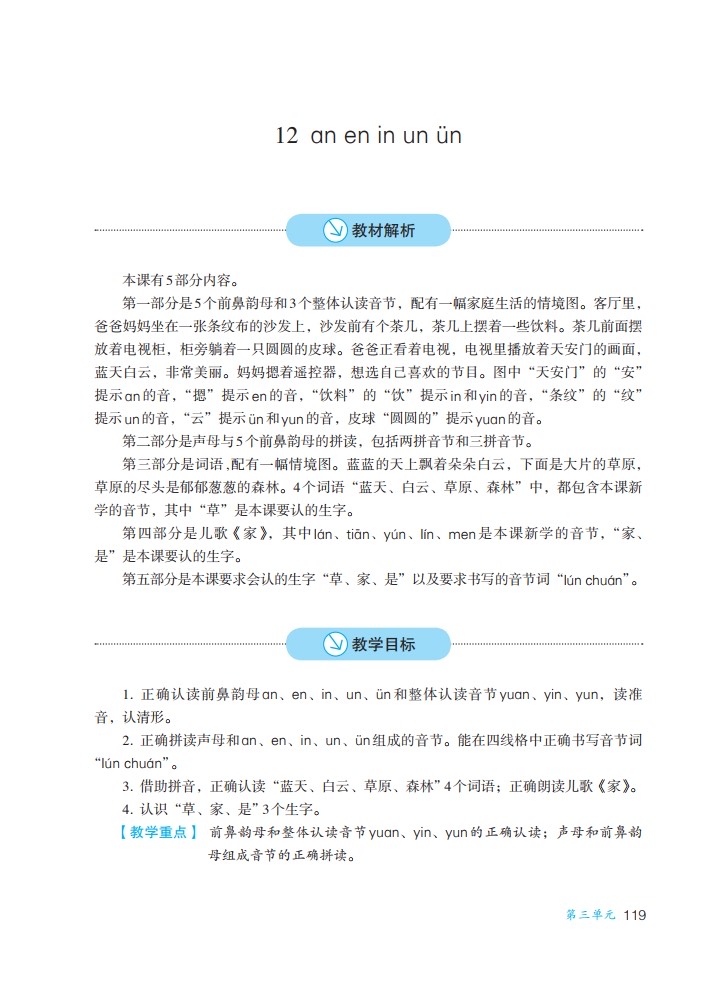 12 an en in un ün
教材解析
本课有5部分内容。
第一部分是5个前鼻韵母和3个整体认读音节，配有一幅家庭生活的情境图。客厅里，
爸爸妈妈坐在一张条纹布的沙发上，沙发前有个茶几，茶几上摆着一些饮料。茶几前面摆
放着电视柜，柜旁躺着一只圆圆的皮球。爸爸正看着电视，电视里播放着天安门的画面，
蓝天白云，非常美丽。妈妈摁着遥控器，想选自己喜欢的节目。图中“天安门”的“安”
提示an的音，“摁”提示en的音，“饮料”的“饮”提示in和yin的音，“条纹”的“纹”
提示un的音，“云”提示ün和yun的音，皮球“圆圆的”提示yuan的音。
第二部分是声母与5个前鼻韵母的拼读，包括两拼音节和三拼音节。
第三部分是词语，配有一幅情境图。蓝蓝的天上飘着朵朵白云，下面是大片的草原，
草原的尽头是郁郁葱葱的森林。4个词语“蓝天、白云、草原、森林”中，都包含本课新
学的音节，其中“草”是本课要认的生字。
第四部分是儿歌《家》，其中lán、tiān、yún、lín、men是本课新学的音节，“家、
是”是本课要认的生字。
第五部分是本课要求会认的生字“草、家、是”以及要求书写的音节词“lún chuán”。
教学目标
1. 正确认读前鼻韵母an、en、in、un、ün和整体认读音节yuan、yin、yun，读准
音，认清形。
2. 正确拼读声母和an、en、in、un、ün组成的音节。能在四线格中正确书写音节词
“lún chuán”。
3. 借助拼音，正确认读“蓝天、白云、草原、森林”4个词语；正确朗读儿歌《家》。
4. 认识“草、家、是”3个生字。
【教学重点】 前鼻韵母和整体认读音节yuan、yin、yun的正确认读；声母和前鼻韵
母组成音节的正确拼读。
第三单元 119